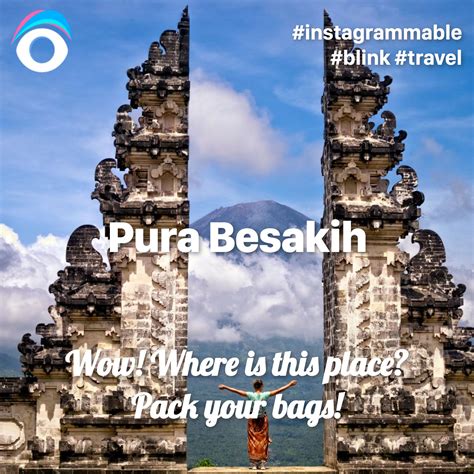 #instagrammable
#blink #travel
Pura Besakih
Wow! Where is this place?
Pack your bags!